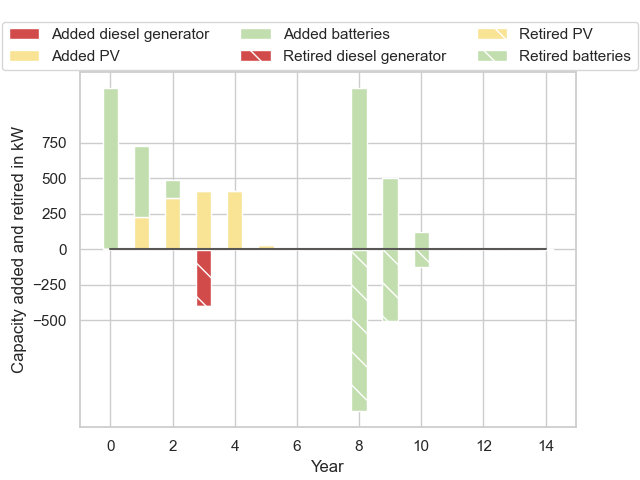 Added diesel generator Added batteries Retired PV
Added PV Retired diesel generator Retired batteries
Capacity added and retired in kW
750
500
250
0
−250
−500
0 2 4 6 8 10 12 14
Year